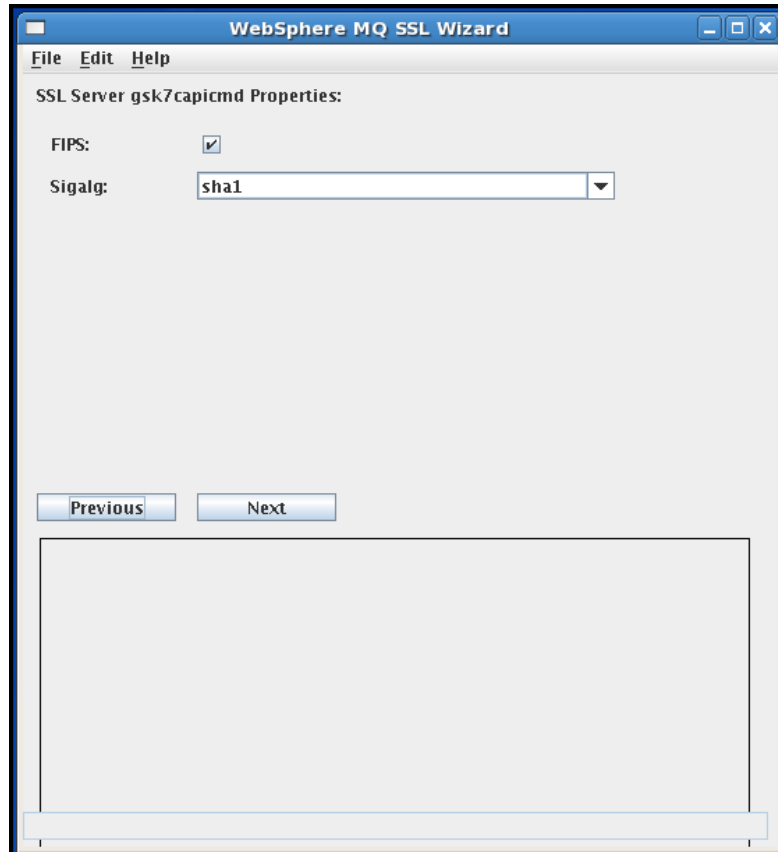 WebSphere MQ SSL Wizard
File Edit Help
SSL Server gsk7capicmd Properties:
FIPS:
Sigalg: sha1
Previous Next